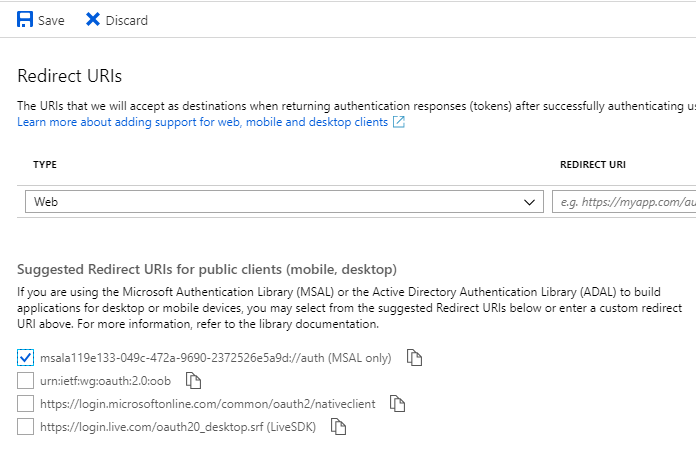 Save Discard
Redirect URIs
The URIs that we will accept as destinations when returning authentication responses (tokens) after successfully authenticating us
Learn more about adding support for web, mobile and desktop clients
TYPE REDIRECT URI
Web e.g. https://myapp.com/au
Suggested Redirect URIs for public clients (mobile, desktop)
If you are using the Microsoft Authentication Library (MSAL) or the Active Directory Authentication Library (ADAL) to build
applications for desktop or mobile devices, you may select from the suggested Redirect URIs below or enter a custom redirect
URI above. For more information, refer to the library documentation.
msala119e133-049c-472a-9690-2372526e5a9d://auth (MSAL only)
urn:ietf:wg:oauth:2.0:oob
https://login.microsoftonline.com/common/oauth2/nativeclient
https://login.live.com/oauth20_desktop.srf (LiveSDK)